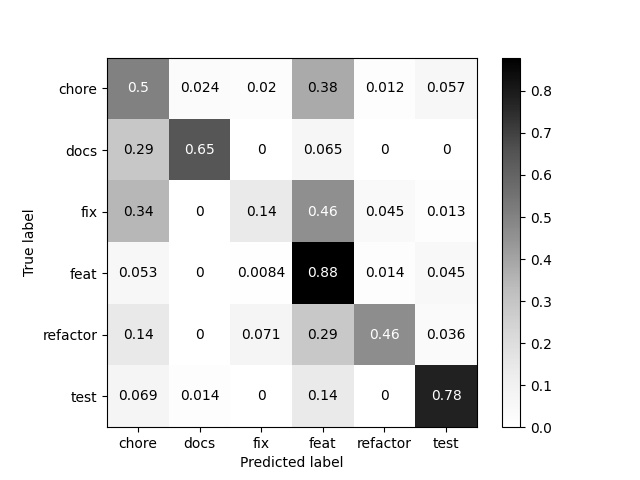 chore 0.5 0.024 0.02 0.38 0.012 0.057
docs 0.29 0.65 0 0.065 0 0
fix 0.34 0 0.14 0.46 0.045 0.013
feat 0.053 0 0.0084 0.88 0.014 0.045
refactor 0.14 0 0.071 0.29 0.46 0.036
test 0.069 0.014 0 0.14 0 0.78
chore docs fix feat refactor test
Predicted label
True label
0.8
0.7
0.6
0.5
0.4
0.3
0.2
0.1
0.0